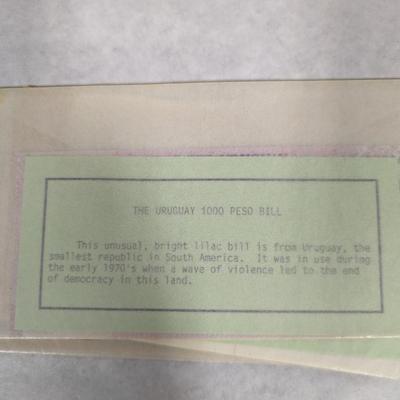 THE URUGUAY 1000 PESO BILL
This unusual, bright lilac bill is from Uruguay, the
smallest republic in South America. It was in use during
the early 1970's when a wave of violence led to the end
of democracy in this land.